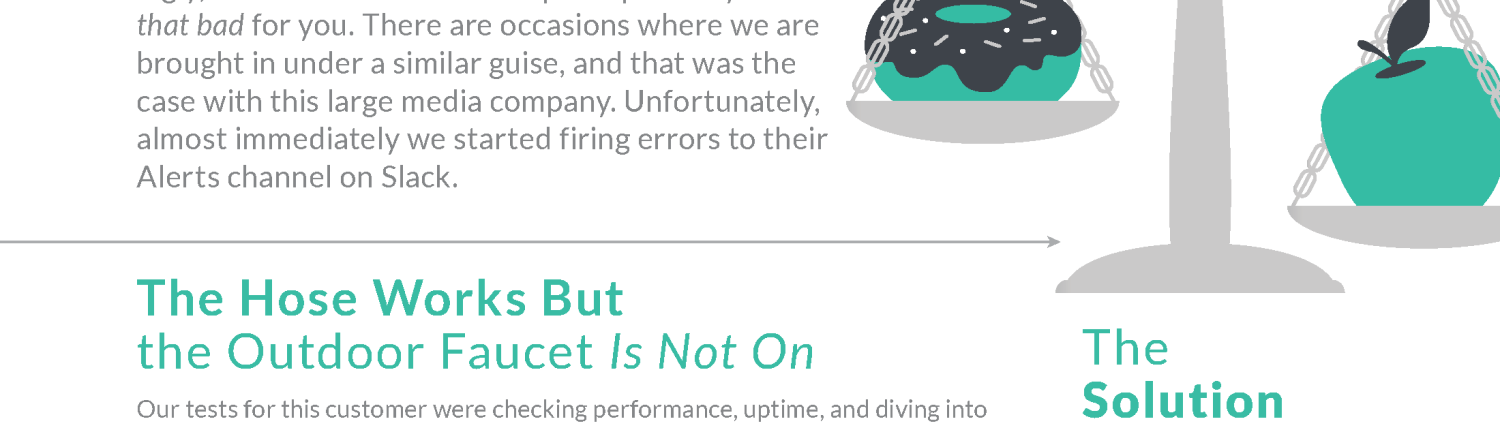 that bad for you. There are occasions where we are
brought in under a similar guise, and that was the
case with this large media company. Unfortunately,
almost immediately we started firing errors to their
Alerts channel on Slack.
The Hose Works But
the Outdoor Faucet Is Not On
Our tests for this customer were checking performance, uptime, and diving into
The
Solution